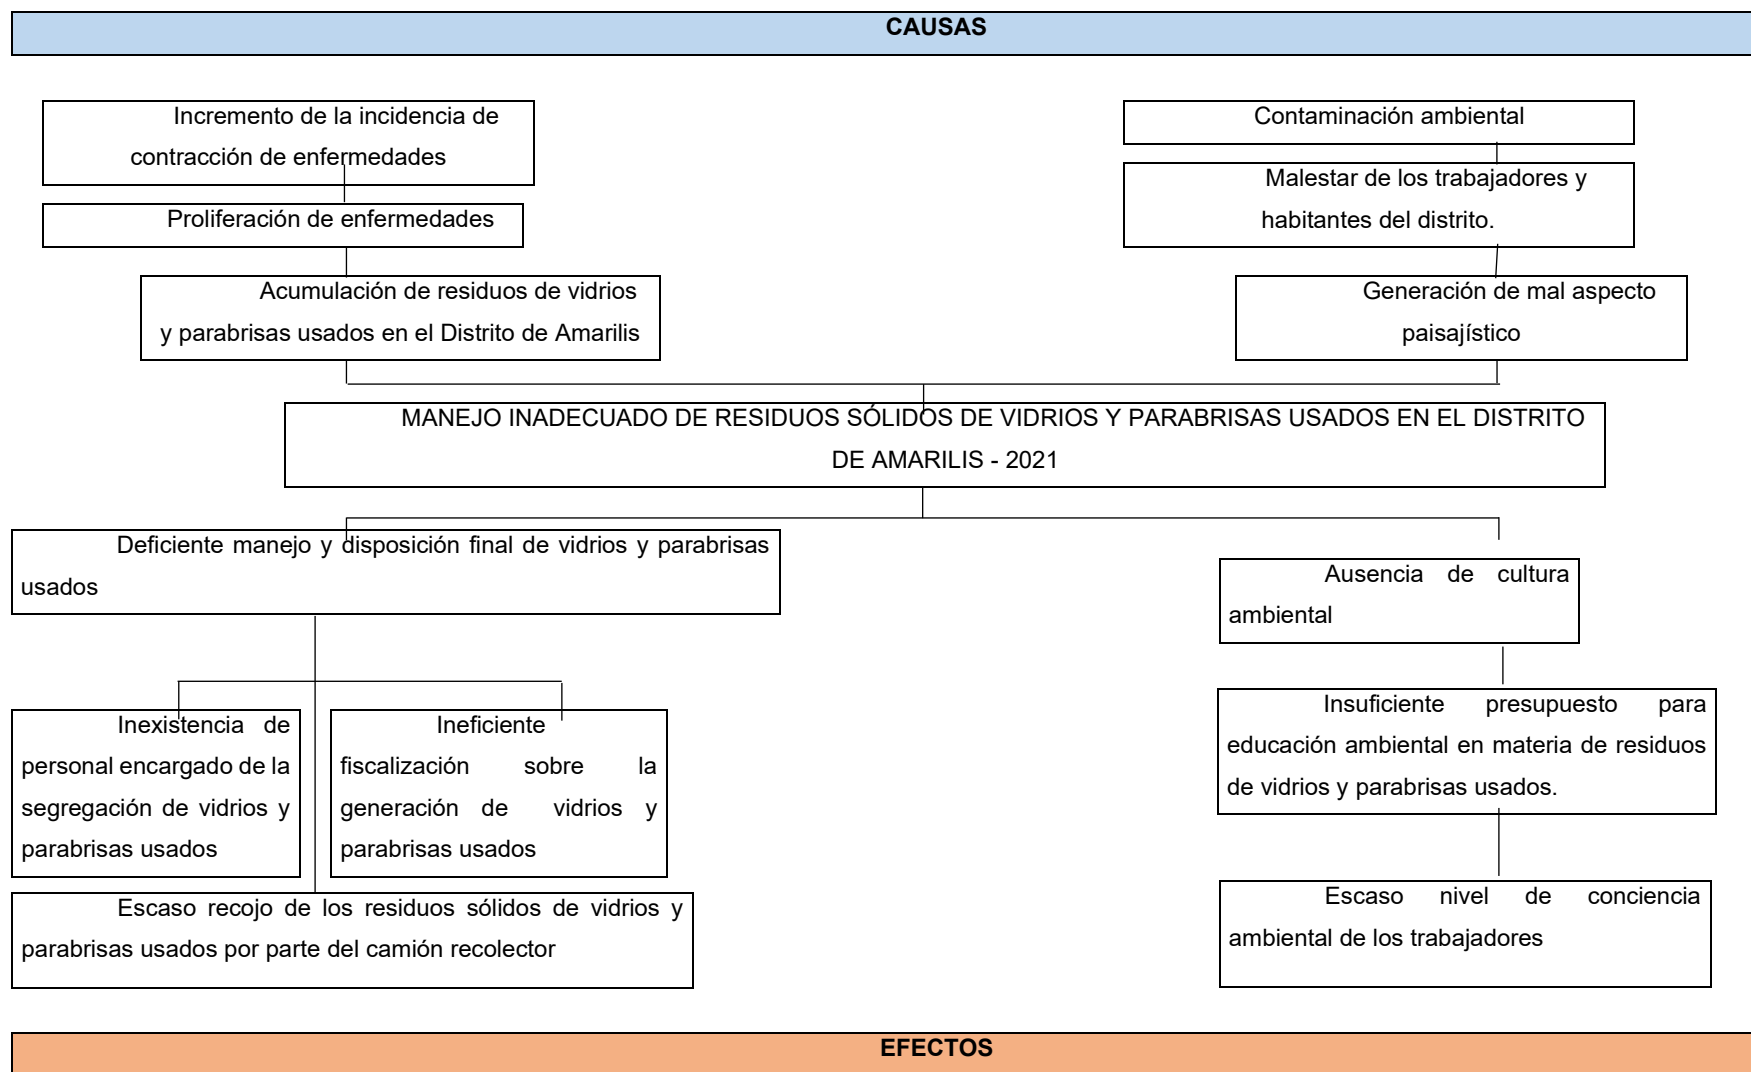 CAUSAS
Incremento de la incidencia de
contracción de enfermedades
Proliferación de enfermedades
Acumulación de residuos de vidrios
y parabrisas usados en el Distrito de Amarilis
Contaminación ambiental
Malestar de los trabajadores y
habitantes del distrito.
Generación de mal aspecto
paisajístico
MANEJO INADECUADO DE RESIDUOS SÓLIDOS DE VIDRIOS Y PARABRISAS USADOS EN EL DISTRITO
DE AMARILIS - 2021
Deficiente manejo y disposición final de vidrios y parabrisas
usados
Inexistencia de
personal encargado de la
segregación de vidrios y
parabrisas usados
Ineficiente
fiscalización sobre la
generación de vidrios y
parabrisas usados
Escaso recojo de los residuos sólidos de vidrios y
parabrisas usados por parte del camión recolector
Ausencia de cultura
ambiental
Insuficiente presupuesto para
educación ambiental en materia de residuos
de vidrios y parabrisas usados.
Escaso nivel de conciencia
ambiental de los trabajadores
EFECTOS